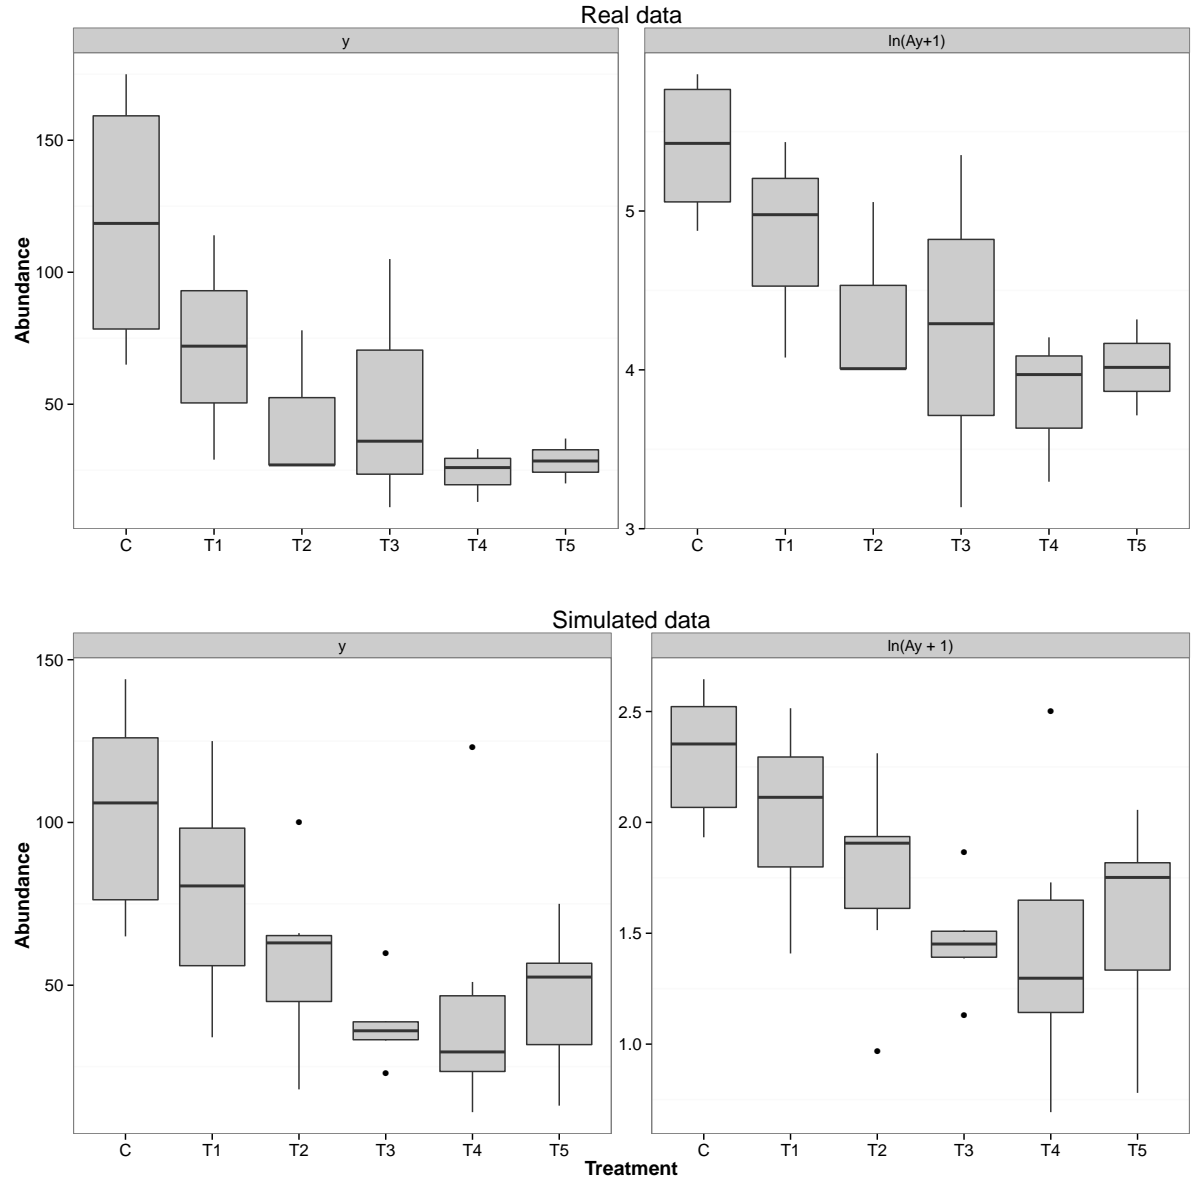 Real data
y ln(Ay+1)
Abundance
150
100
50
5
4
3
C T1 T2 T3 T4 T5 C T1 T2 T3 T4 T5
Simulated data
y ln(Ay + 1)
Abundance
150
100
50
2.5
2.0
1.5
1.0
C T1 T2 T3 T4 T5 C T1 T2 T3 T4 T5
Treatment